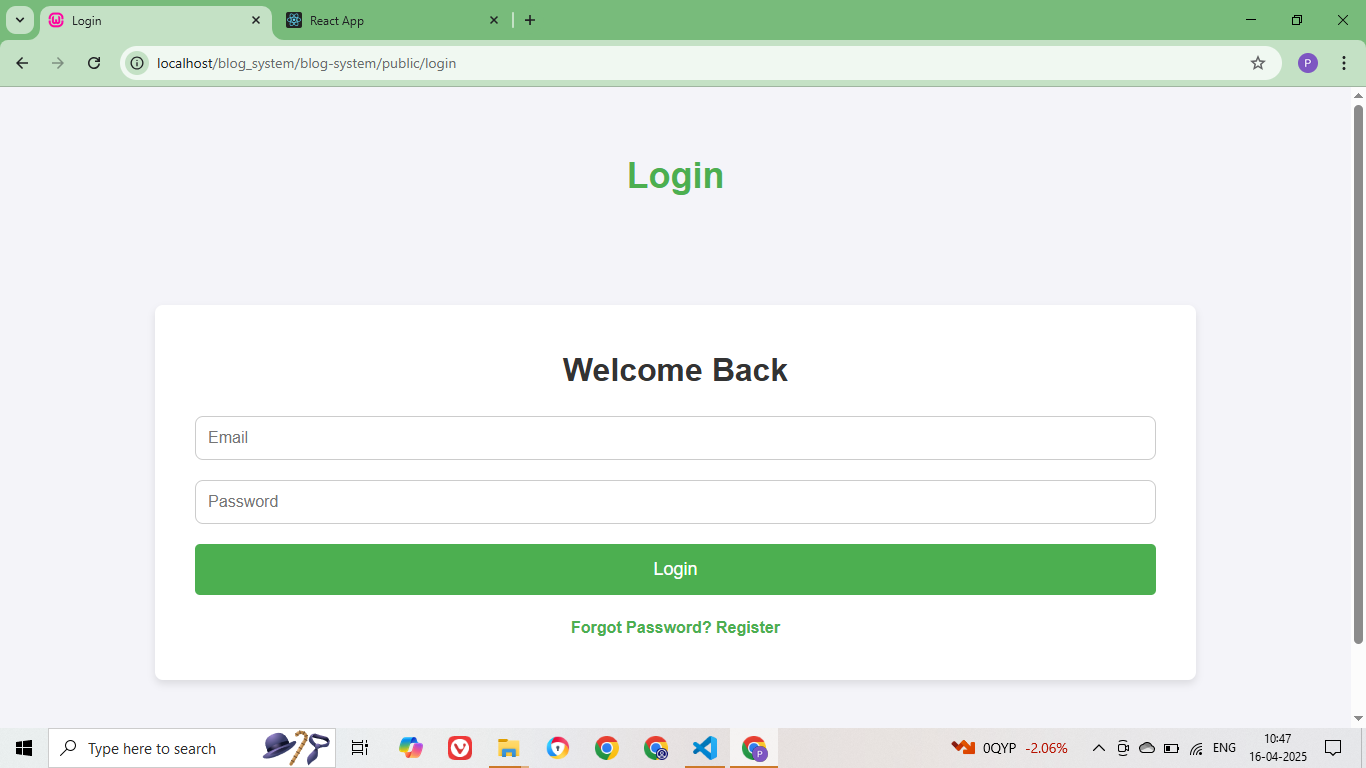 Login
React App
localhost/blog_system/blog-system/public/login
P
Login
Welcome Back
Email
Password
Login
Forgot Password? Register
Type here to search
P
0QYP -2.06%
ENG
10:47
16-04-2025